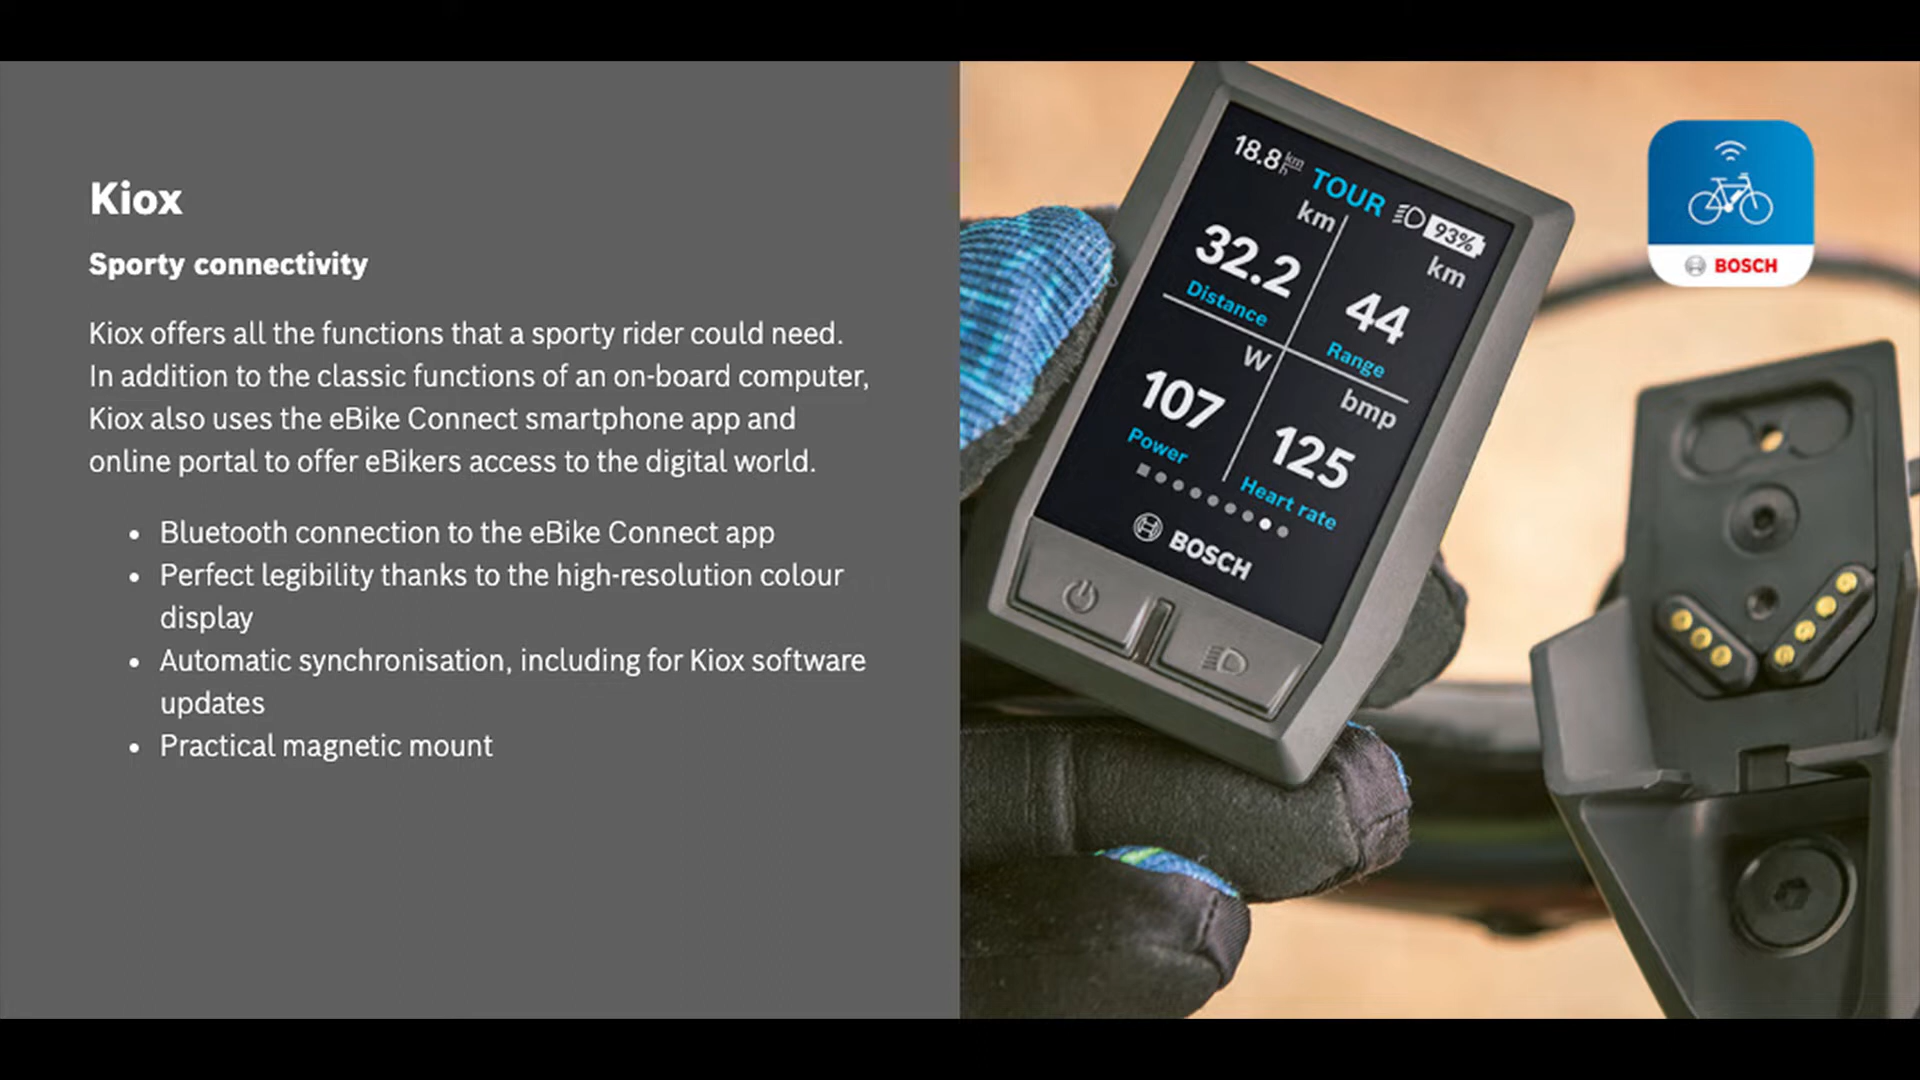 Kiox
Sporty connectivity
Kiox offers all the functions that a sporty rider could need.
In addition to the classic functions of an on-board computer,
Kiox also uses the eBike Connect smartphone app and
online portal to offer eBikers access to the digital world.
• Bluetooth connection to the eBike Connect app
• Perfect legibility thanks to the high-resolution colour
display
• Automatic synchronisation, including for Kiox software
updates
• Practical magnetic mount
18.8 km/h TOUR 93%
km
32.2
Distance
km
44
Range
W
107
Power
bmp
125
Heart rate
BOSCH
BOSCH